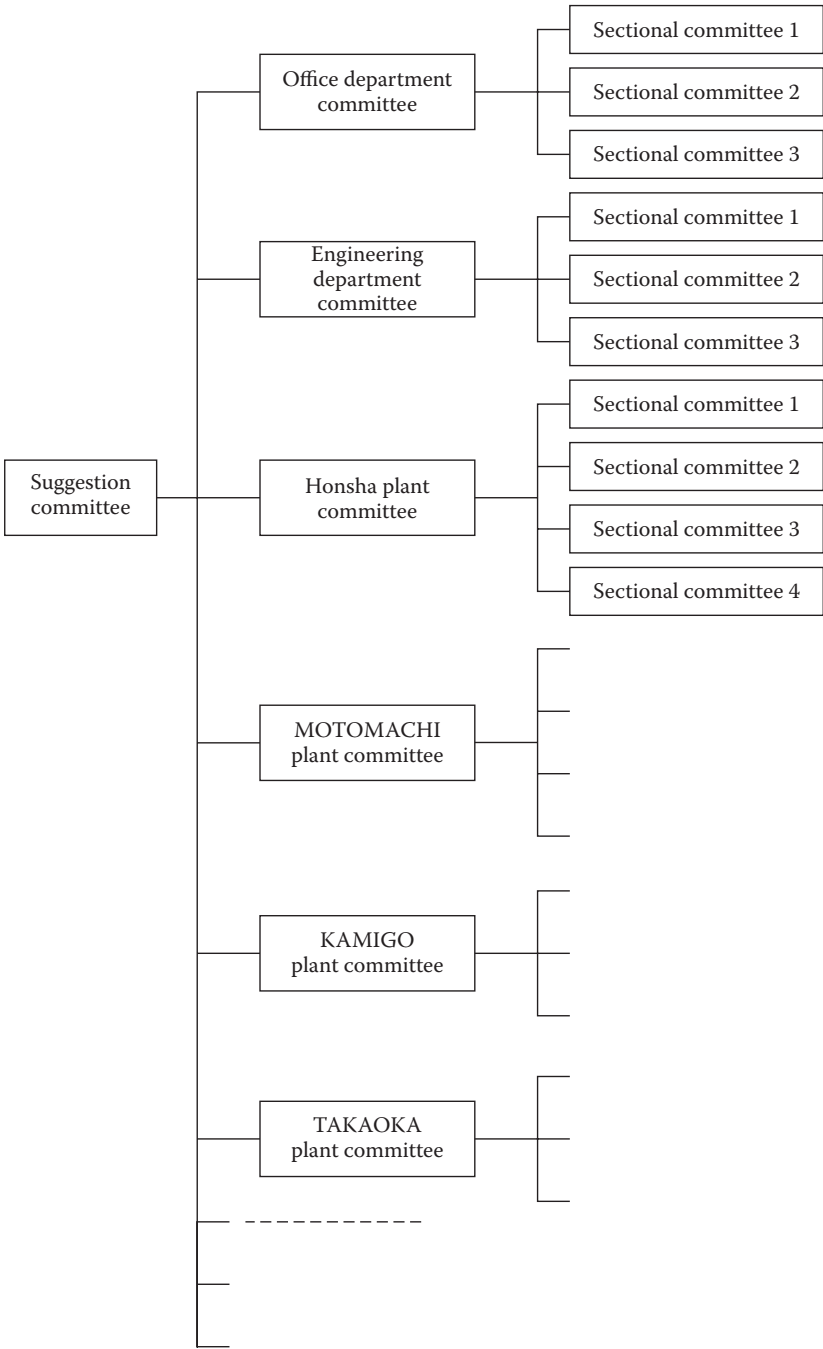 Sectional committee 1
Office department
committee
Sectional committee 2
Sectional committee 3
Sectional committee 1
Engineering
department
committee
Sectional committee 2
Sectional committee 3
Sectional committee 1
Suggestion
committee
Honsha plant
committee
Sectional committee 2
Sectional committee 3
Sectional committee 4
MOTOMACHI
plant committee
KAMIGO
plant committee
TAKAOKA
plant committee